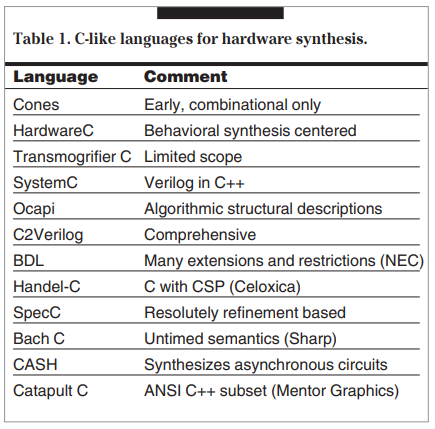 Table 1. C-like languages for hardware synthesis.
Language Comment
Cones Early, combinational only
HardwareC Behavioral synthesis centered
Transmogrifier C Limited scope
SystemC Verilog in C++
Ocapi Algorithmic structural descriptions
C2Verilog Comprehensive
BDL Many extensions and restrictions (NEC)
Handel-C C with CSP (Celoxica)
SpecC Resolutely refinement based
Bach C Untimed semantics (Sharp)
CASH Synthesizes asynchronous circuits
Catapult C ANSI C++ subset (Mentor Graphics)